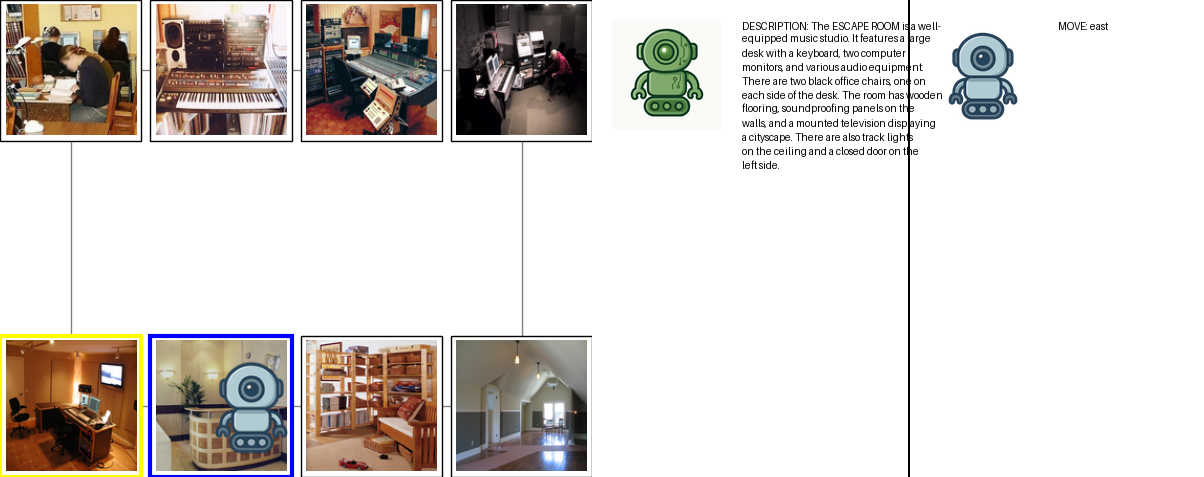 DESCRIPTION: The ESCAPE ROOM is a well-
equipped music studio. It features a large
desk with a keyboard, two computer
monitors, and various audio equipment.
There are two black office chairs, one on
each side of the desk. The room has wooden
flooring, soundproofing panels on the
walls, and a mounted television displaying
a cityscape. There are also track lights
on the ceiling and a closed door on the
left side.
MOVE: east